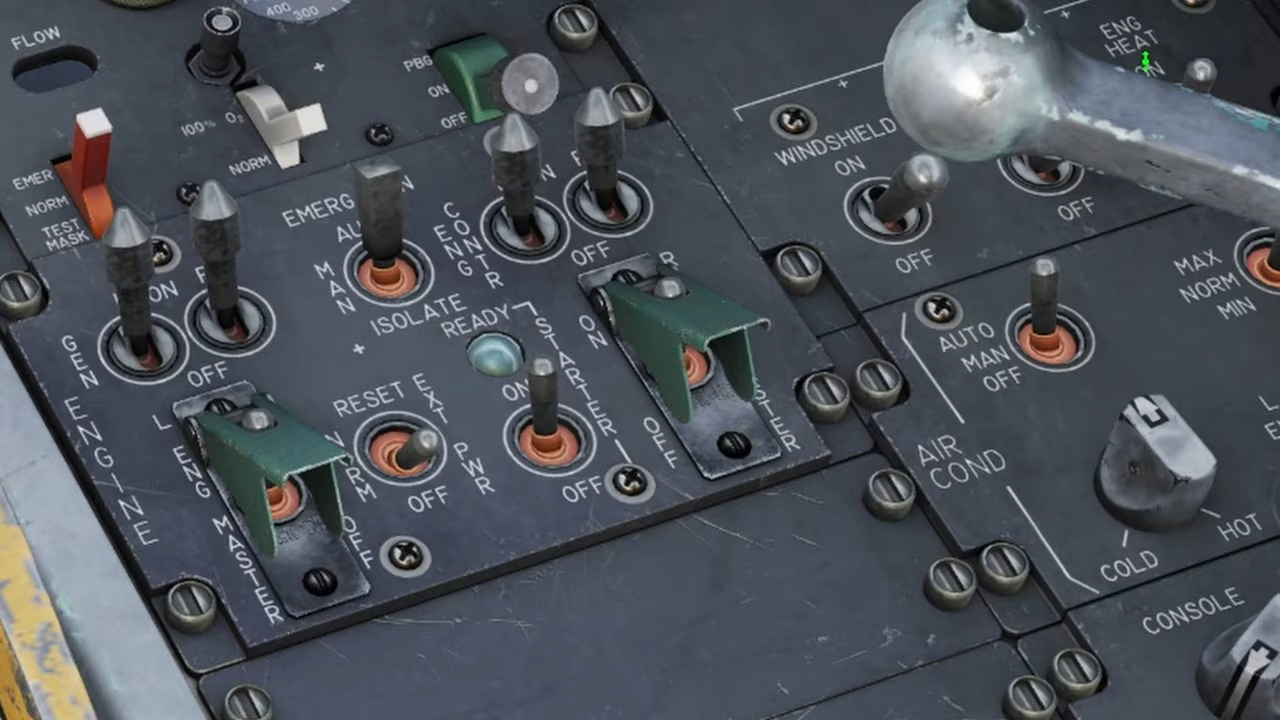 400
300
FLOW
PBG
ON
OFF
100% O₂
NORM
EMER
NORM
TEST
MASK
ENG
HEAT
WINDSHIELD
ON
OFF
OFF
EMERG
MAN
ISOLATE
ENG
CONTR
OFF
ON
GEN
OFF
ENGINE
READY
STARTER
ON
OFF
RESET
EXT
PWR
OFF
L ENG MASTER
OFF
R
ON
OFF
AUTO
MAN
OFF
MAX
NORM
MIN
AIR
COND
COLD
HOT
CONSOLE